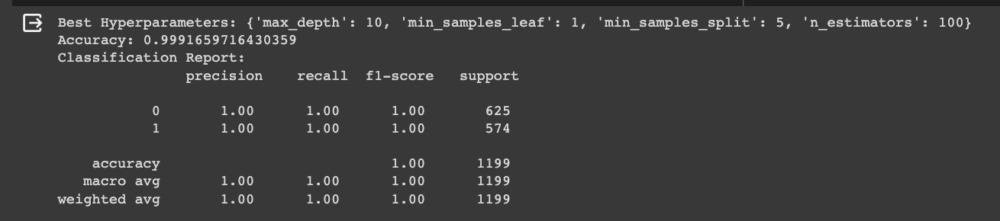 Best Hyperparameters: {'max_depth': 10, 'min_samples_leaf': 1, 'min_samples_split': 5, 'n_estimators': 100}
Accuracy: 0.9991659716430359
Classification Report:
              precision    recall  f1-score   support

           0       1.00      1.00      1.00       625
           1       1.00      1.00      1.00       574

    accuracy                           1.00      1199
   macro avg       1.00      1.00      1.00      1199
weighted avg       1.00      1.00      1.00      1199